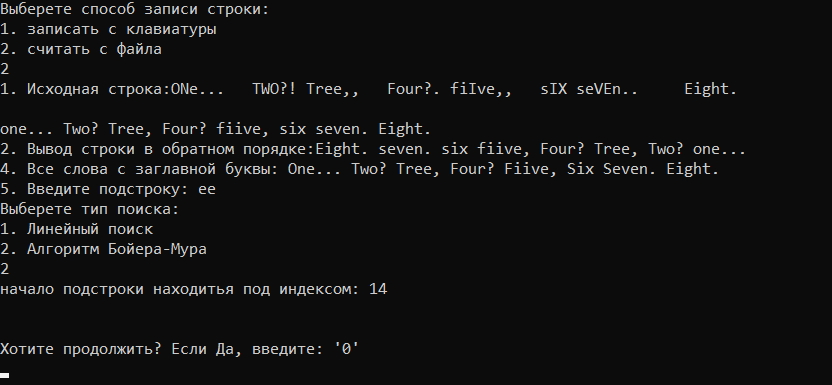 Выберете способ записи строки:
1. записать с клавиатуры
2. считать с файла
2
1. Исходная строка:ONe...   TWO?! Tree,,   Four?. fiIve,,   sIX seVEn..     Eight.
one... Two? Tree, Four? fiive, six seven. Eight.
2. Вывод строки в обратном порядке:Eight. seven. six fiive, Four? Tree, Two? one...
4. Все слова с заглавной буквы: One... Two? Tree, Four? Fiive, Six Seven. Eight.
5. Введите подстроку: ee
Выберете тип поиска:
1. Линейный поиск
2. Алгоритм Бойера-Мура
2
начало подстроки находитья под индексом: 14
Хотите продолжить? Если Да, введите: '0'